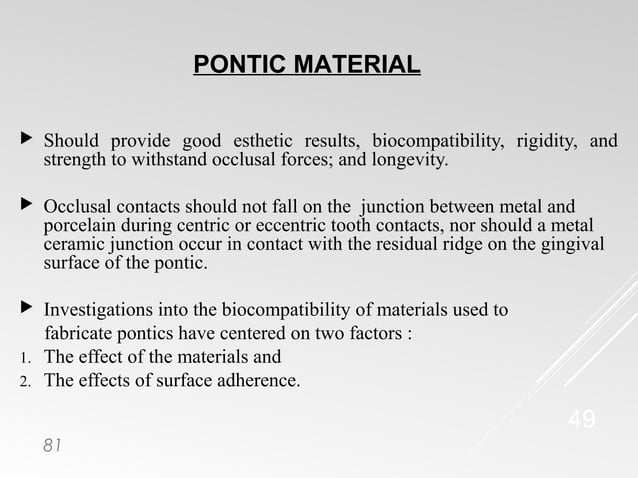 PONTIC MATERIAL
Should provide good esthetic results, biocompatibility, rigidity, and
strength to withstand occlusal forces; and longevity.
Occlusal contacts should not fall on the junction between metal and
porcelain during centric or eccentric tooth contacts, nor should a metal
ceramic junction occur in contact with the residual ridge on the gingival
surface of the pontic.
Investigations into the biocompatibility of materials used to
fabricate pontics have centered on two factors :
1. The effect of the materials and
2. The effects of surface adherence.
49
81